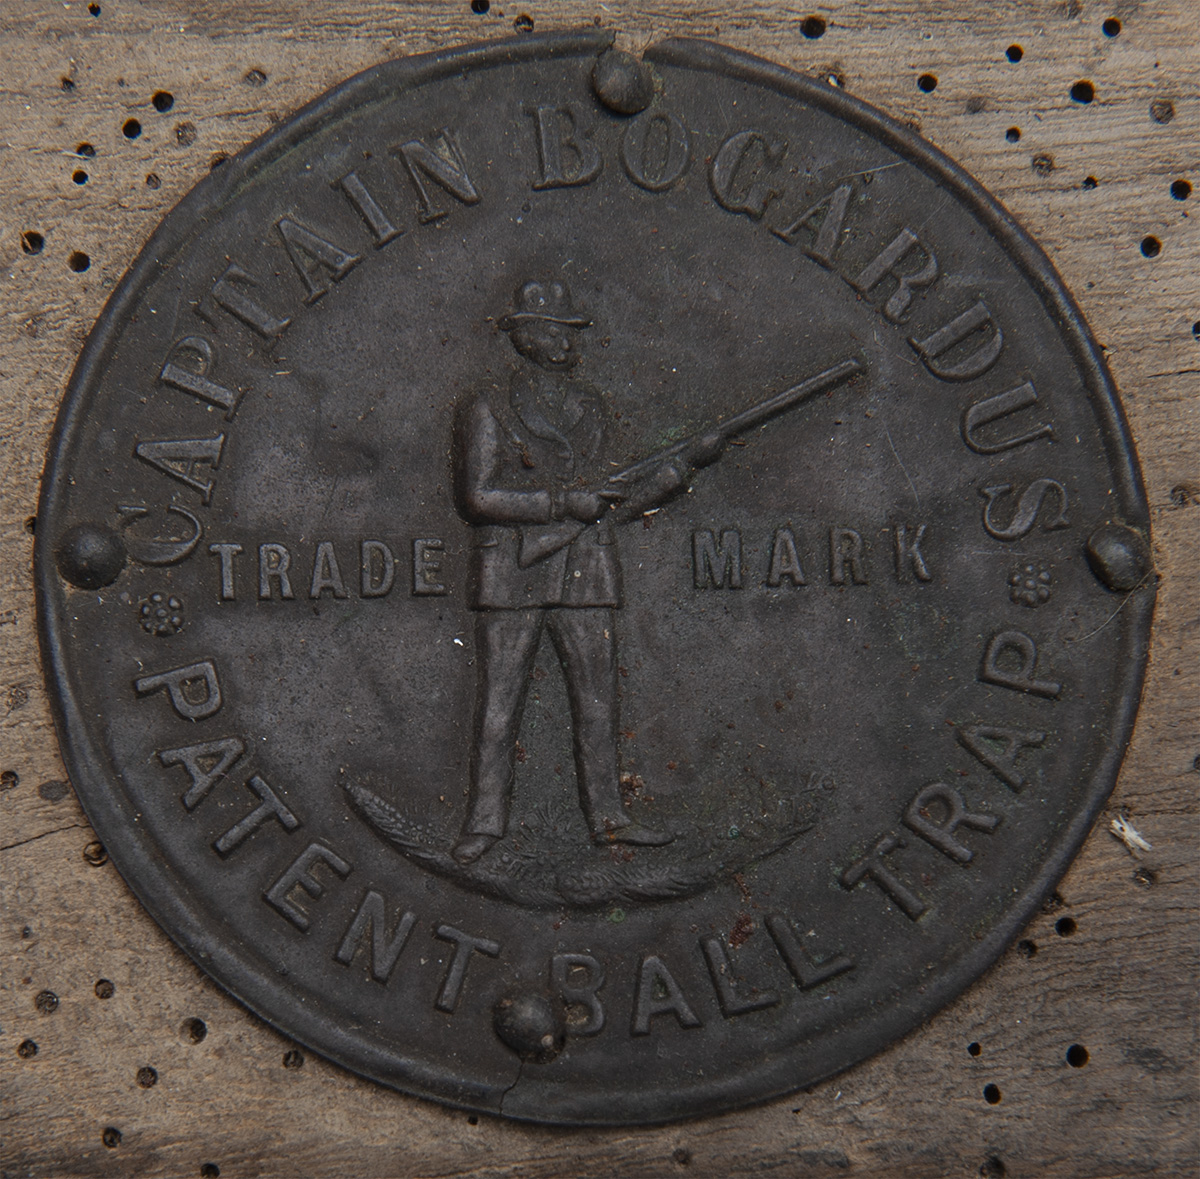 CAPTAIN BOGARDUS
TRADE MARK
PATENT BALL TRAP